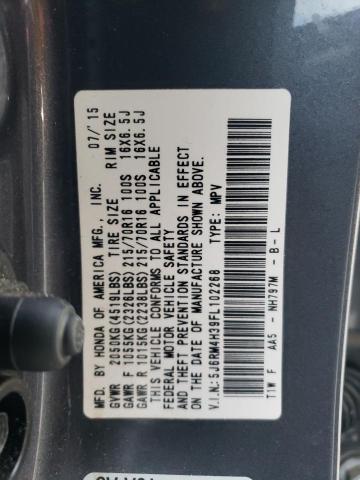 MFD. BY HONDA OF AMERICA MFG., INC. 07/15
GVWR 2050KG(4519LBS) TIRE SIZE RIM SIZE
GAWR F 1055KG(2326LBS) 215/70R16 100S 16X6.5J
GAWR R 1015KG(2238LBS) 215/70R16 100S 16X6.5J
THIS VEHICLE CONFORMS TO ALL APPLICABLE
FEDERAL MOTOR VEHICLE SAFETY
AND THEFT PREVENTION STANDARDS IN EFFECT
ON THE DATE OF MANUFACTURE SHOWN ABOVE.
V.I.N.: 5J6RM4H39FL102268 TYPE: MPV
T1W F AA5 - NH797M - B - L